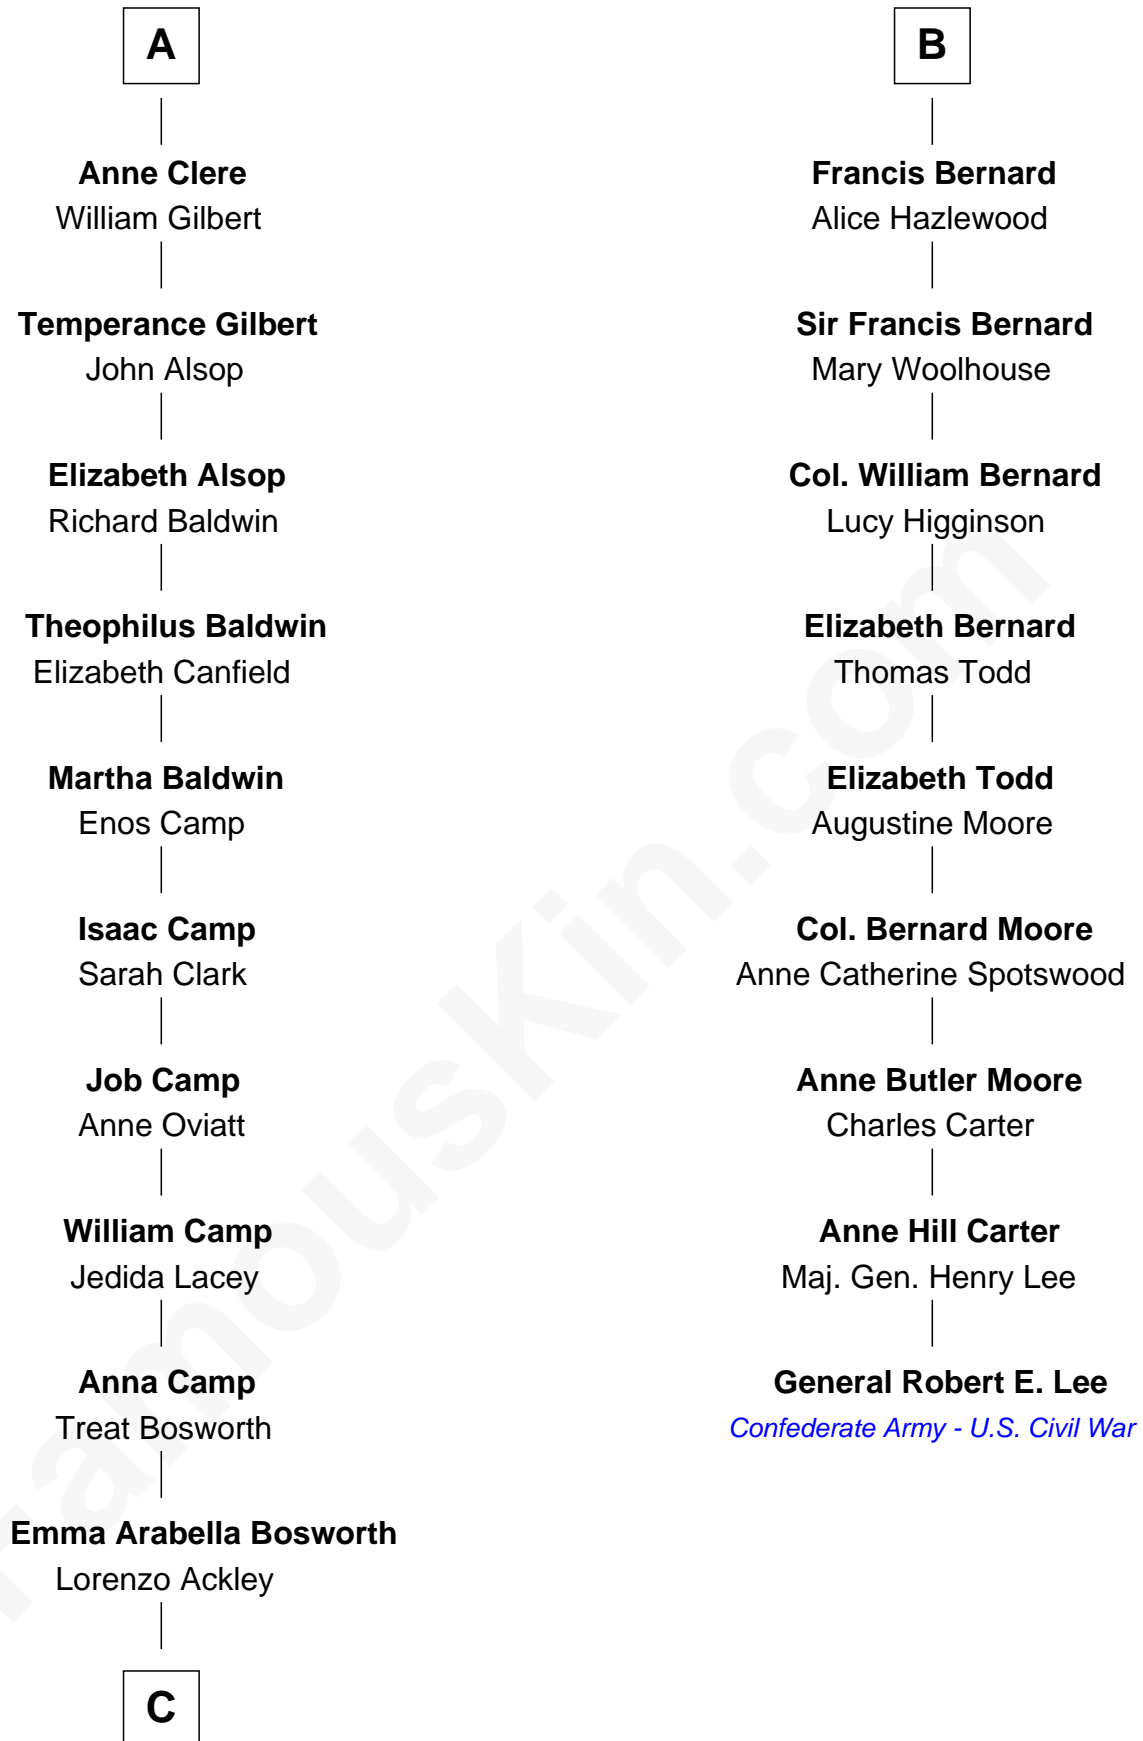 A
Anne Clere
William Gilbert
Temperance Gilbert
John Alsop
Elizabeth Alsop
Richard Baldwin
Theophilus Baldwin
Elizabeth Canfield
Martha Baldwin
Enos Camp
Isaac Camp
Sarah Clark
Job Camp
Anne Oviatt
William Camp
Jedida Lacey
Anna Camp
Treat Bosworth
Emma Arabella Bosworth
Lorenzo Ackley
C
B
Francis Bernard
Alice Hazlewood
Sir Francis Bernard
Mary Woolhouse
Col. William Bernard
Lucy Higginson
Elizabeth Bernard
Thomas Todd
Elizabeth Todd
Augustine Moore
Col. Bernard Moore
Anne Catherine Spotswood
Anne Butler Moore
Charles Carter
Anne Hill Carter
Maj. Gen. Henry Lee
General Robert E. Lee
Confederate Army - U.S. Civil War
FamousKin.com